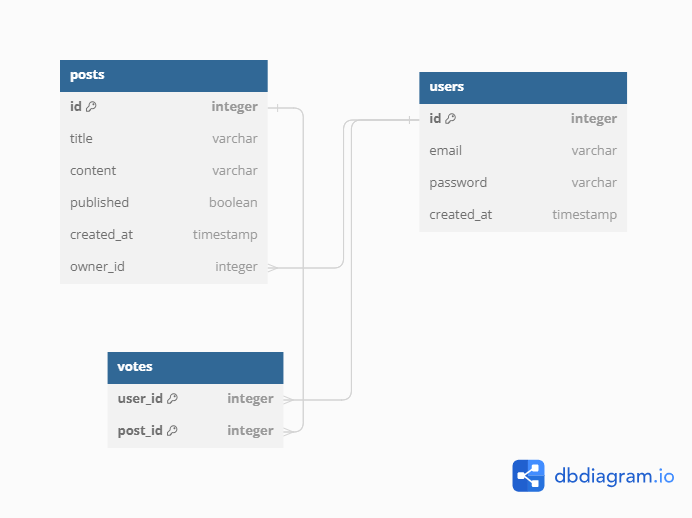 posts
id integer
title varchar
content varchar
published boolean
created_at timestamp
owner_id integer
users
id integer
email varchar
password varchar
created_at timestamp
votes
user_id integer
post_id integer
dbdiagram.io